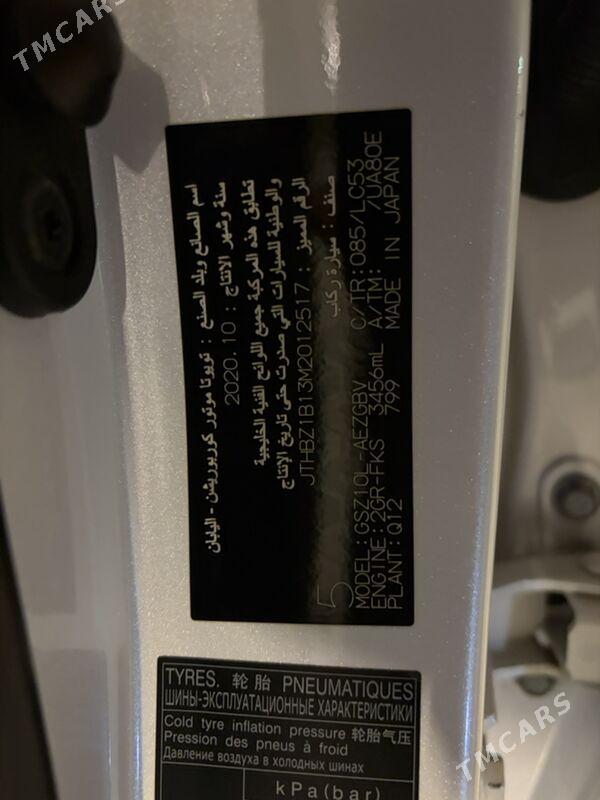 TMCARS
اسم الصانع وبلد الصنع : تويوتا موتور كوربوريشن - اليابان
سنة وشهر الانتاج : 2020.10
تطابق هذه المركبة جميع اللوائح الفنية الخليجية
والوطنية للسيارات التي صدرت حتى تاريخ الإنتاج
الرقم المميز : JTHBZ1B13M2012517
صنف : سيارة ركاب
5
MODEL:GSZ10L-AEZGBV C/TR:085/LC53
ENGINE:2GR-FKS 3456mL A/TM: 7UA80E
PLANT:Q12 799 MADE IN JAPAN
TYRES. 轮胎 PNEUMATIQUES
ШИНЫ-ЭКСПЛУАТАЦИОННЫЕ ХАРАКТЕРИСТИКИ
Cold tyre inflation pressure 轮胎气压
Pression des pneus à froid
Давление воздуха в холодных шинах
kPa(bar)
TMCARS